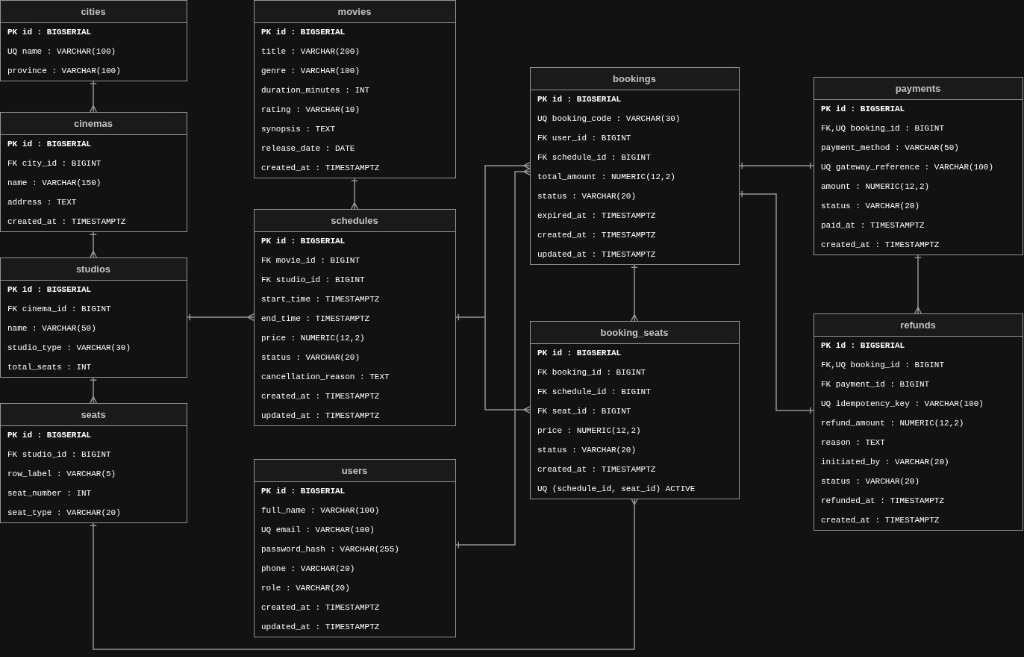 cities
PK id : BIGSERIAL
UQ name : VARCHAR(100)
province : VARCHAR(100)
cinemas
PK id : BIGSERIAL
FK city_id : BIGINT
name : VARCHAR(150)
address : TEXT
created_at : TIMESTAMPTZ
studios
PK id : BIGSERIAL
FK cinema_id : BIGINT
name : VARCHAR(50)
studio_type : VARCHAR(30)
total_seats : INT
seats
PK id : BIGSERIAL
FK studio_id : BIGINT
row_label : VARCHAR(5)
seat_number : INT
seat_type : VARCHAR(20)
movies
PK id : BIGSERIAL
title : VARCHAR(200)
genre : VARCHAR(100)
duration_minutes : INT
rating : VARCHAR(10)
synopsis : TEXT
release_date : DATE
created_at : TIMESTAMPTZ
schedules
PK id : BIGSERIAL
FK movie_id : BIGINT
FK studio_id : BIGINT
start_time : TIMESTAMPTZ
end_time : TIMESTAMPTZ
price : NUMERIC(12,2)
status : VARCHAR(20)
cancellation_reason : TEXT
created_at : TIMESTAMPTZ
updated_at : TIMESTAMPTZ
users
PK id : BIGSERIAL
full_name : VARCHAR(100)
UQ email : VARCHAR(100)
password_hash : VARCHAR(255)
phone : VARCHAR(20)
role : VARCHAR(20)
created_at : TIMESTAMPTZ
updated_at : TIMESTAMPTZ
bookings
PK id : BIGSERIAL
UQ booking_code : VARCHAR(30)
FK user_id : BIGINT
FK schedule_id : BIGINT
total_amount : NUMERIC(12,2)
status : VARCHAR(20)
expired_at : TIMESTAMPTZ
created_at : TIMESTAMPTZ
updated_at : TIMESTAMPTZ
booking_seats
PK id : BIGSERIAL
FK booking_id : BIGINT
FK schedule_id : BIGINT
FK seat_id : BIGINT
price : NUMERIC(12,2)
status : VARCHAR(20)
created_at : TIMESTAMPTZ
UQ (schedule_id, seat_id) ACTIVE
payments
PK id : BIGSERIAL
FK,UQ booking_id : BIGINT
payment_method : VARCHAR(50)
UQ gateway_reference : VARCHAR(100)
amount : NUMERIC(12,2)
status : VARCHAR(20)
paid_at : TIMESTAMPTZ
created_at : TIMESTAMPTZ
refunds
PK id : BIGSERIAL
FK,UQ booking_id : BIGINT
FK payment_id : BIGINT
UQ idempotency_key : VARCHAR(100)
refund_amount : NUMERIC(12,2)
reason : TEXT
initiated_by : VARCHAR(20)
status : VARCHAR(20)
refunded_at : TIMESTAMPTZ
created_at : TIMESTAMPTZ